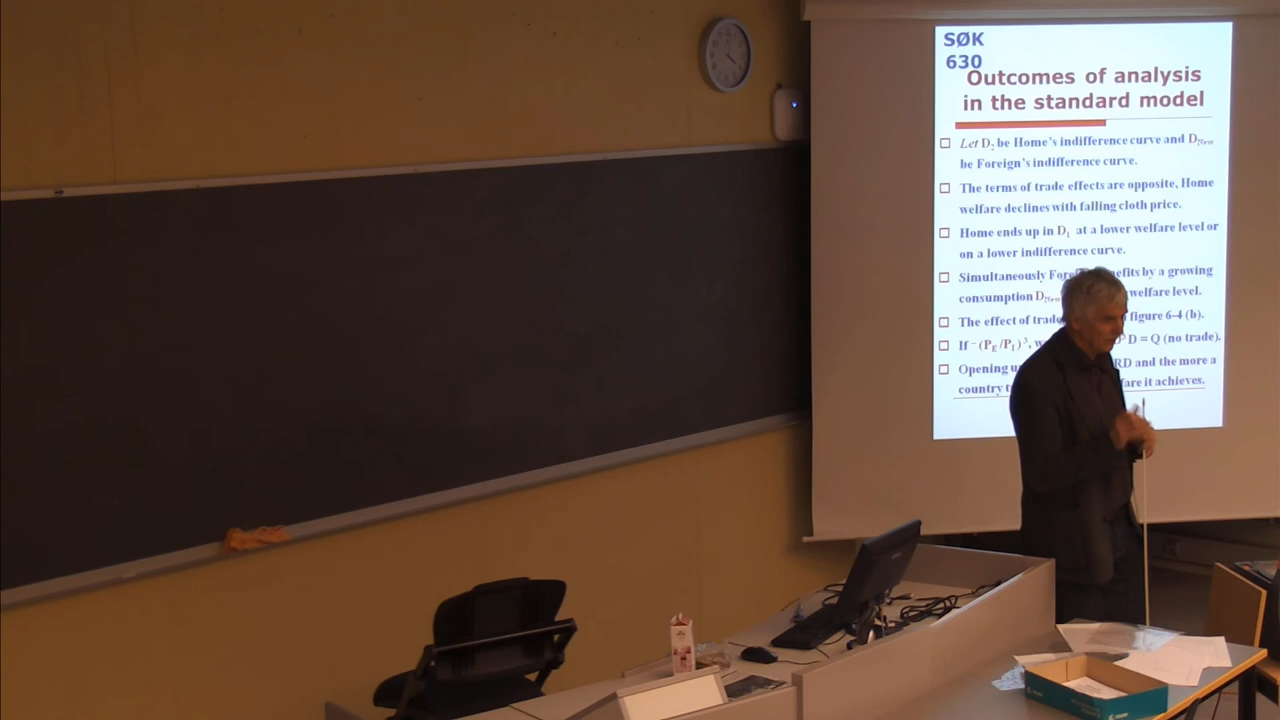 SØK
630
Outcomes of analysis
in the standard model
Let D₂ be Home's indifference curve and D_New
be Foreign's indifference curve.
The terms of trade effects are opposite, Home
welfare declines with falling cloth price.
Home ends up in D₁ at a lower welfare level or
on a lower indifference curve.
Simultaneously by a growing
consumption welfare level.
The effect of figure 6-4 (b).
If D = Q (no trade).
Opening RD and the more a
country it achieves.